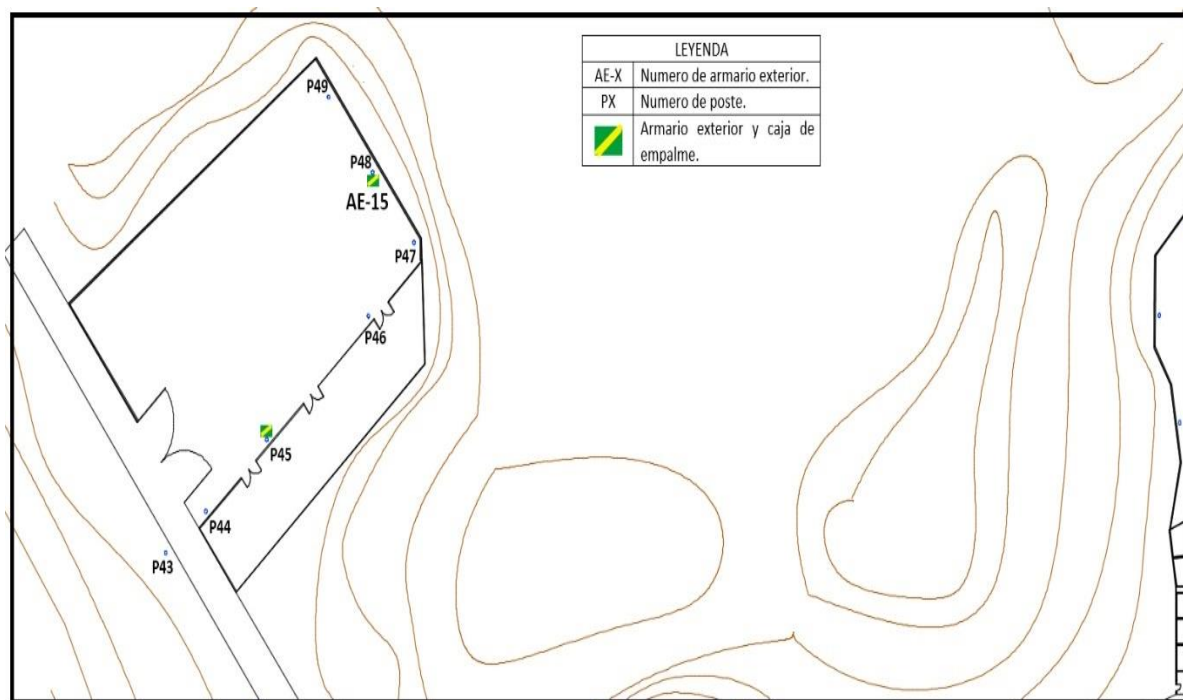 LEYENDA
AE-X Numero de armario exterior.
PX Numero de poste.
Armario exterior y caja de
empalme.
P49
P48
AE-15
P47
P46
P45
P44
P43